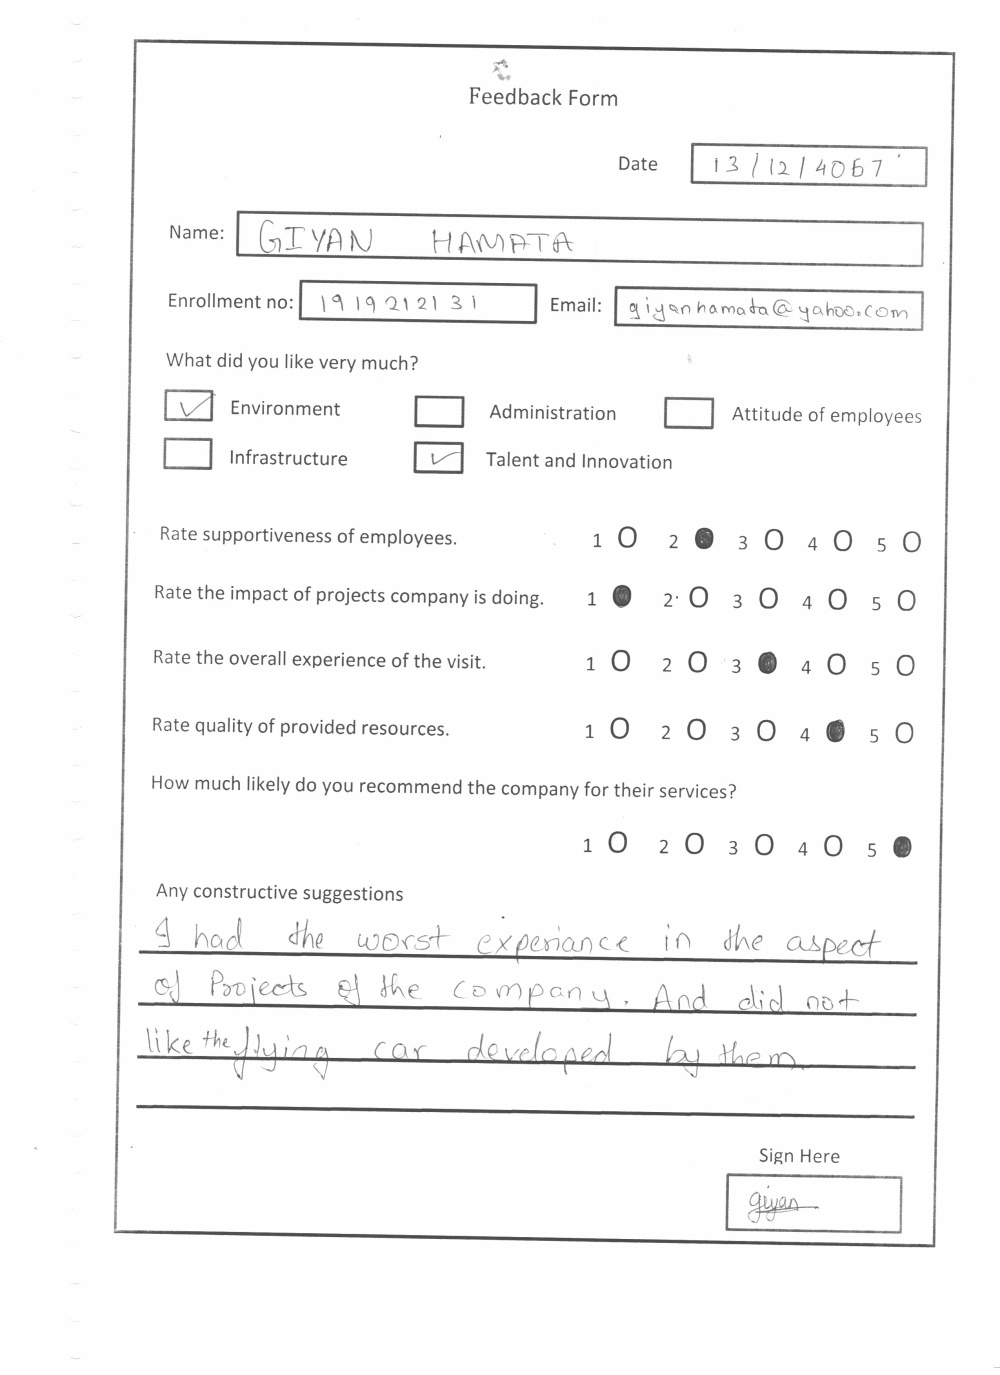 Feedback Form
Date 13/12/4067
Name: GIYAN HAMATA
Enrollment no: 1919212131 Email: giyanhamata@yahoo.com
What did you like very much?
Environment Administration Attitude of employees
Infrastructure Talent and Innovation
Rate supportiveness of employees. 1 2 3 4 5
Rate the impact of projects company is doing. 1 2 3 4 5
Rate the overall experience of the visit. 1 2 3 4 5
Rate quality of provided resources. 1 2 3 4 5
How much likely do you recommend the company for their services?
1 2 3 4 5
Any constructive suggestions
I had the worst experiance in the aspect
of Projects of the company. And did not
like the flying car developed by them.
Sign Here
giyan